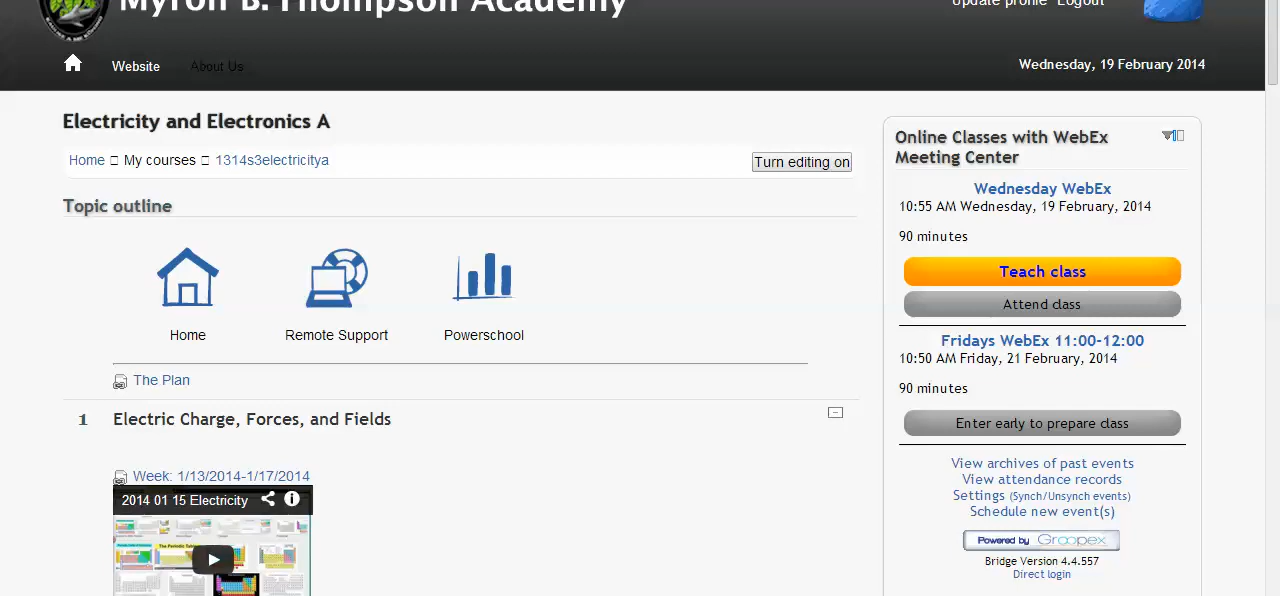 Myron B. Thompson Academy
Update profile Logout
Website
About Us
Wednesday, 19 February 2014
Electricity and Electronics A
Home
My courses
1314s3electricitya
Turn editing on
Topic outline
Home
Remote Support
Powerschool
The Plan
1
Electric Charge, Forces, and Fields
Week: 1/13/2014-1/17/2014
2014 01 15 Electricity
Online Classes with WebEx
Meeting Center
Wednesday WebEx
10:55 AM Wednesday, 19 February, 2014
90 minutes
Teach class
Attend class
Fridays WebEx 11:00-12:00
10:50 AM Friday, 21 February, 2014
90 minutes
Enter early to prepare class
View archives of past events
View attendance records
Settings (Synch/Unsynch events)
Schedule new event(s)
Powered by Groopex
Bridge Version 4.4.557
Direct login